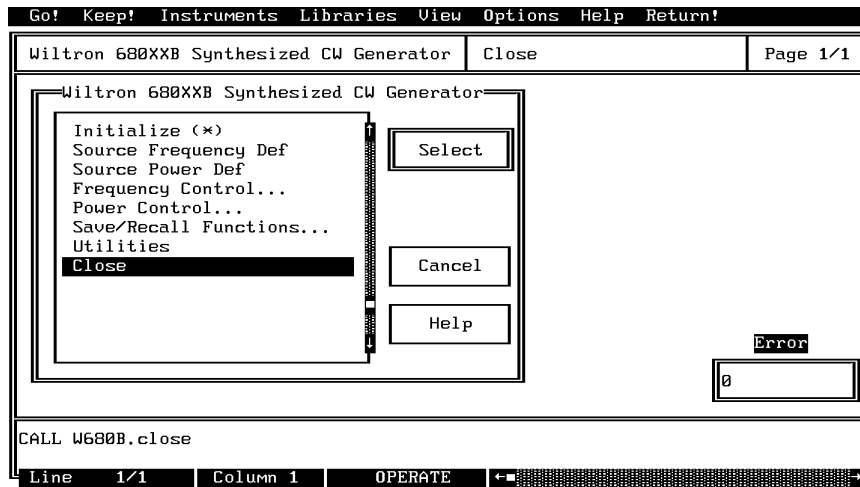 Go! Keep! Instruments Libraries View Options Help Return!
Wiltron 680XXB Synthesized CW Generator Close Page 1/1
Wiltron 680XXB Synthesized CW Generator
Initialize (*)
Source Frequency Def
Source Power Def
Frequency Control...
Power Control...
Save/Recall Functions...
Utilities
Close
Select
Cancel
Help
Error
0
CALL W680B.close
Line 1/1 Column 1 OPERATE